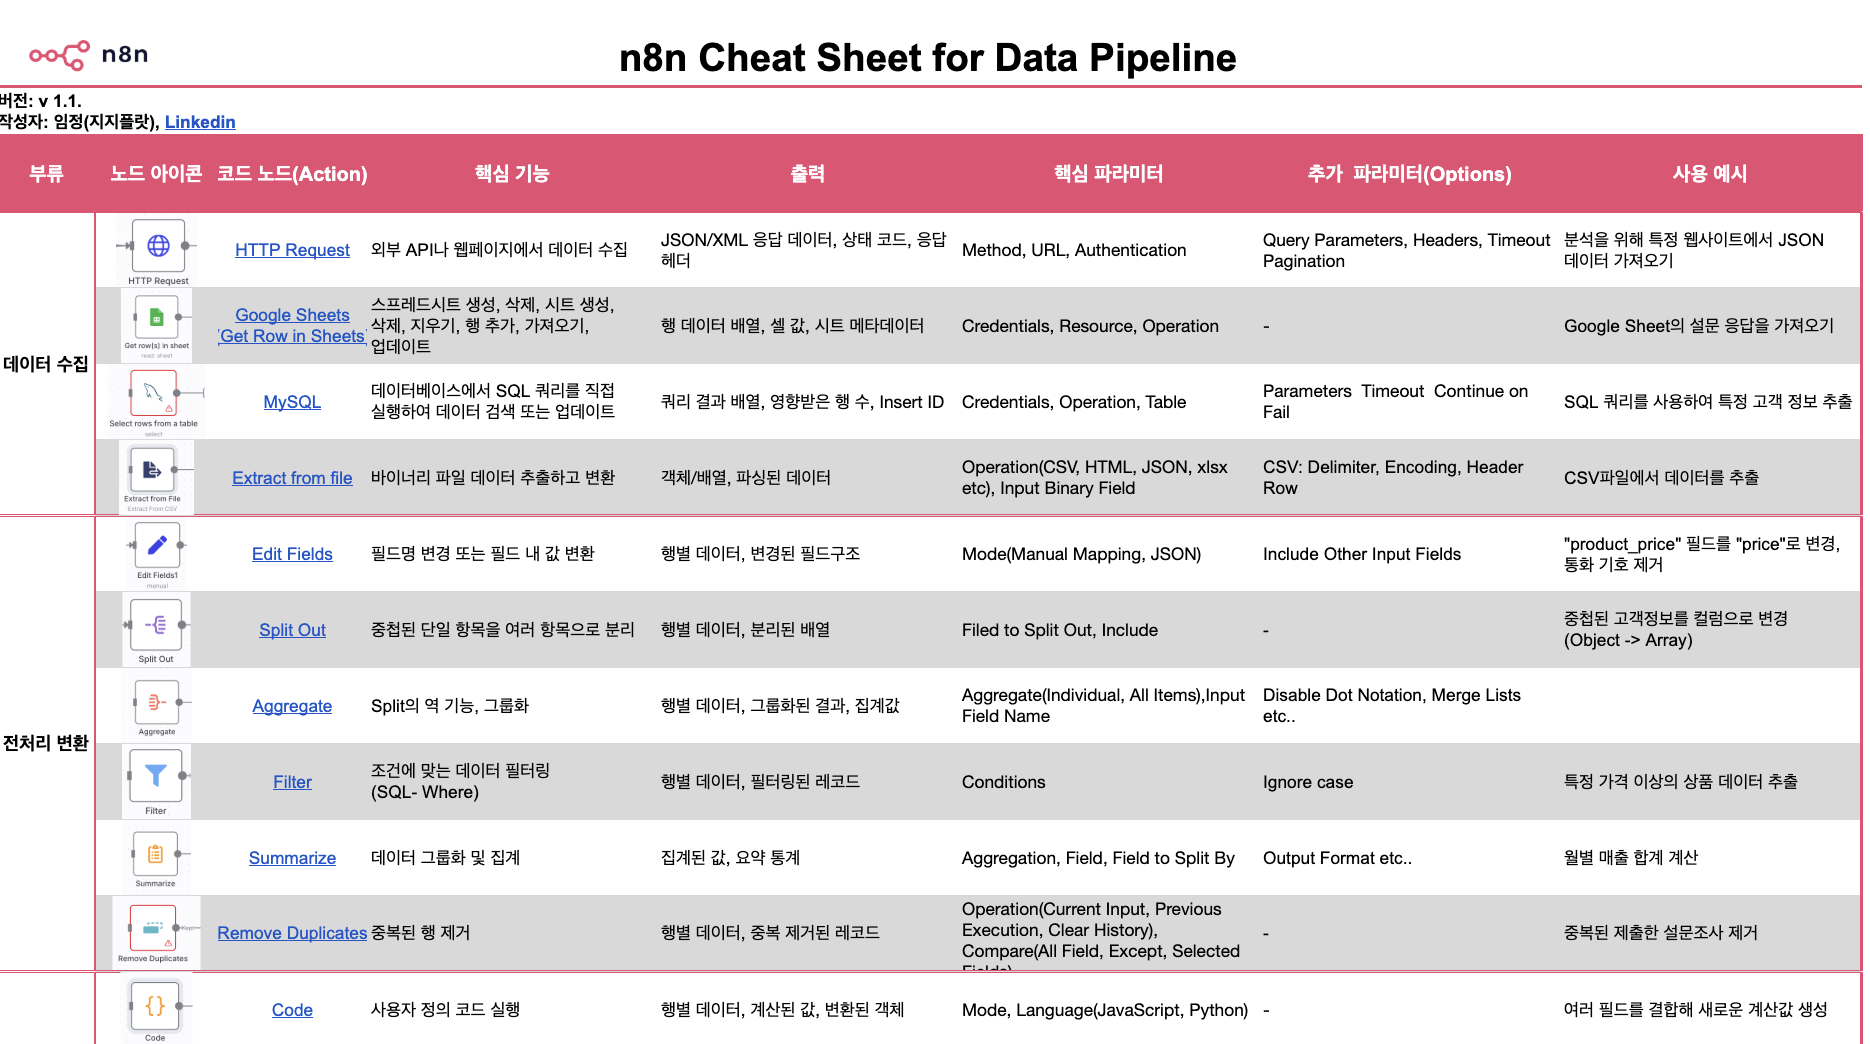 n8n
n8n Cheat Sheet for Data Pipeline
버전: v 1.1.
작성자: 임정(지지플랏), Linkedin
부류 노드 아이콘 코드 노드(Action) 핵심 기능 출력 핵심 파라미터 추가 파라미터(Options) 사용 예시
데이터 수집
HTTP Request
HTTP Request
외부 API나 웹페이지에서 데이터 수집
JSON/XML 응답 데이터, 상태 코드, 응답
헤더
Method, URL, Authentication
Query Parameters, Headers, Timeout
Pagination
분석을 위해 특정 웹사이트에서 JSON
데이터 가져오기
Get row(s) in sheet
read: sheet
Google Sheets
(Get Row in Sheets)
스프레드시트 생성, 삭제, 시트 생성,
삭제, 지우기, 행 추가, 가져오기,
업데이트
행 데이터 배열, 셀 값, 시트 메타데이터
Credentials, Resource, Operation
-
Google Sheet의 설문 응답을 가져오기
Select rows from a table
select
MySQL
데이터베이스에서 SQL 쿼리를 직접
실행하여 데이터 검색 또는 업데이트
쿼리 결과 배열, 영향받은 행 수, Insert ID
Credentials, Operation, Table
Parameters Timeout Continue on
Fail
SQL 쿼리를 사용하여 특정 고객 정보 추출
Extract from File
Extract From CSV
Extract from file
바이너리 파일 데이터 추출하고 변환
객체/배열, 파싱된 데이터
Operation(CSV, HTML, JSON, xlsx
etc), Input Binary Field
CSV: Delimiter, Encoding, Header
Row
CSV파일에서 데이터를 추출
전처리 변환
Edit Fields1
manual
Edit Fields
필드명 변경 또는 필드 내 값 변환
행별 데이터, 변경된 필드구조
Mode(Manual Mapping, JSON)
Include Other Input Fields
"product_price" 필드를 "price"로 변경,
통화 기호 제거
Split Out
Split Out
중첩된 단일 항목을 여러 항목으로 분리
행별 데이터, 분리된 배열
Filed to Split Out, Include
-
중첩된 고객정보를 컬럼으로 변경
(Object -> Array)
Aggregate
Aggregate
Split의 역 기능, 그룹화
행별 데이터, 그룹화된 결과, 집계값
Aggregate(Individual, All Items),Input
Field Name
Disable Dot Notation, Merge Lists
etc..
Filter
Filter
조건에 맞는 데이터 필터링
(SQL- Where)
행별 데이터, 필터링된 레코드
Conditions
Ignore case
특정 가격 이상의 상품 데이터 추출
Summarize
Summarize
데이터 그룹화 및 집계
집계된 값, 요약 통계
Aggregation, Field, Field to Split By
Output Format etc..
월별 매출 합계 계산
Kept
Remove Duplicates
Remove Duplicates
중복된 행 제거
행별 데이터, 중복 제거된 레코드
Operation(Current Input, Previous
Execution, Clear History),
Compare(All Field, Except, Selected
Fields)
-
중복된 제출한 설문조사 제거
Code
Code
사용자 정의 코드 실행
행별 데이터, 계산된 값, 변환된 객체
Mode, Language(JavaScript, Python)
-
여러 필드를 결합해 새로운 계산값 생성